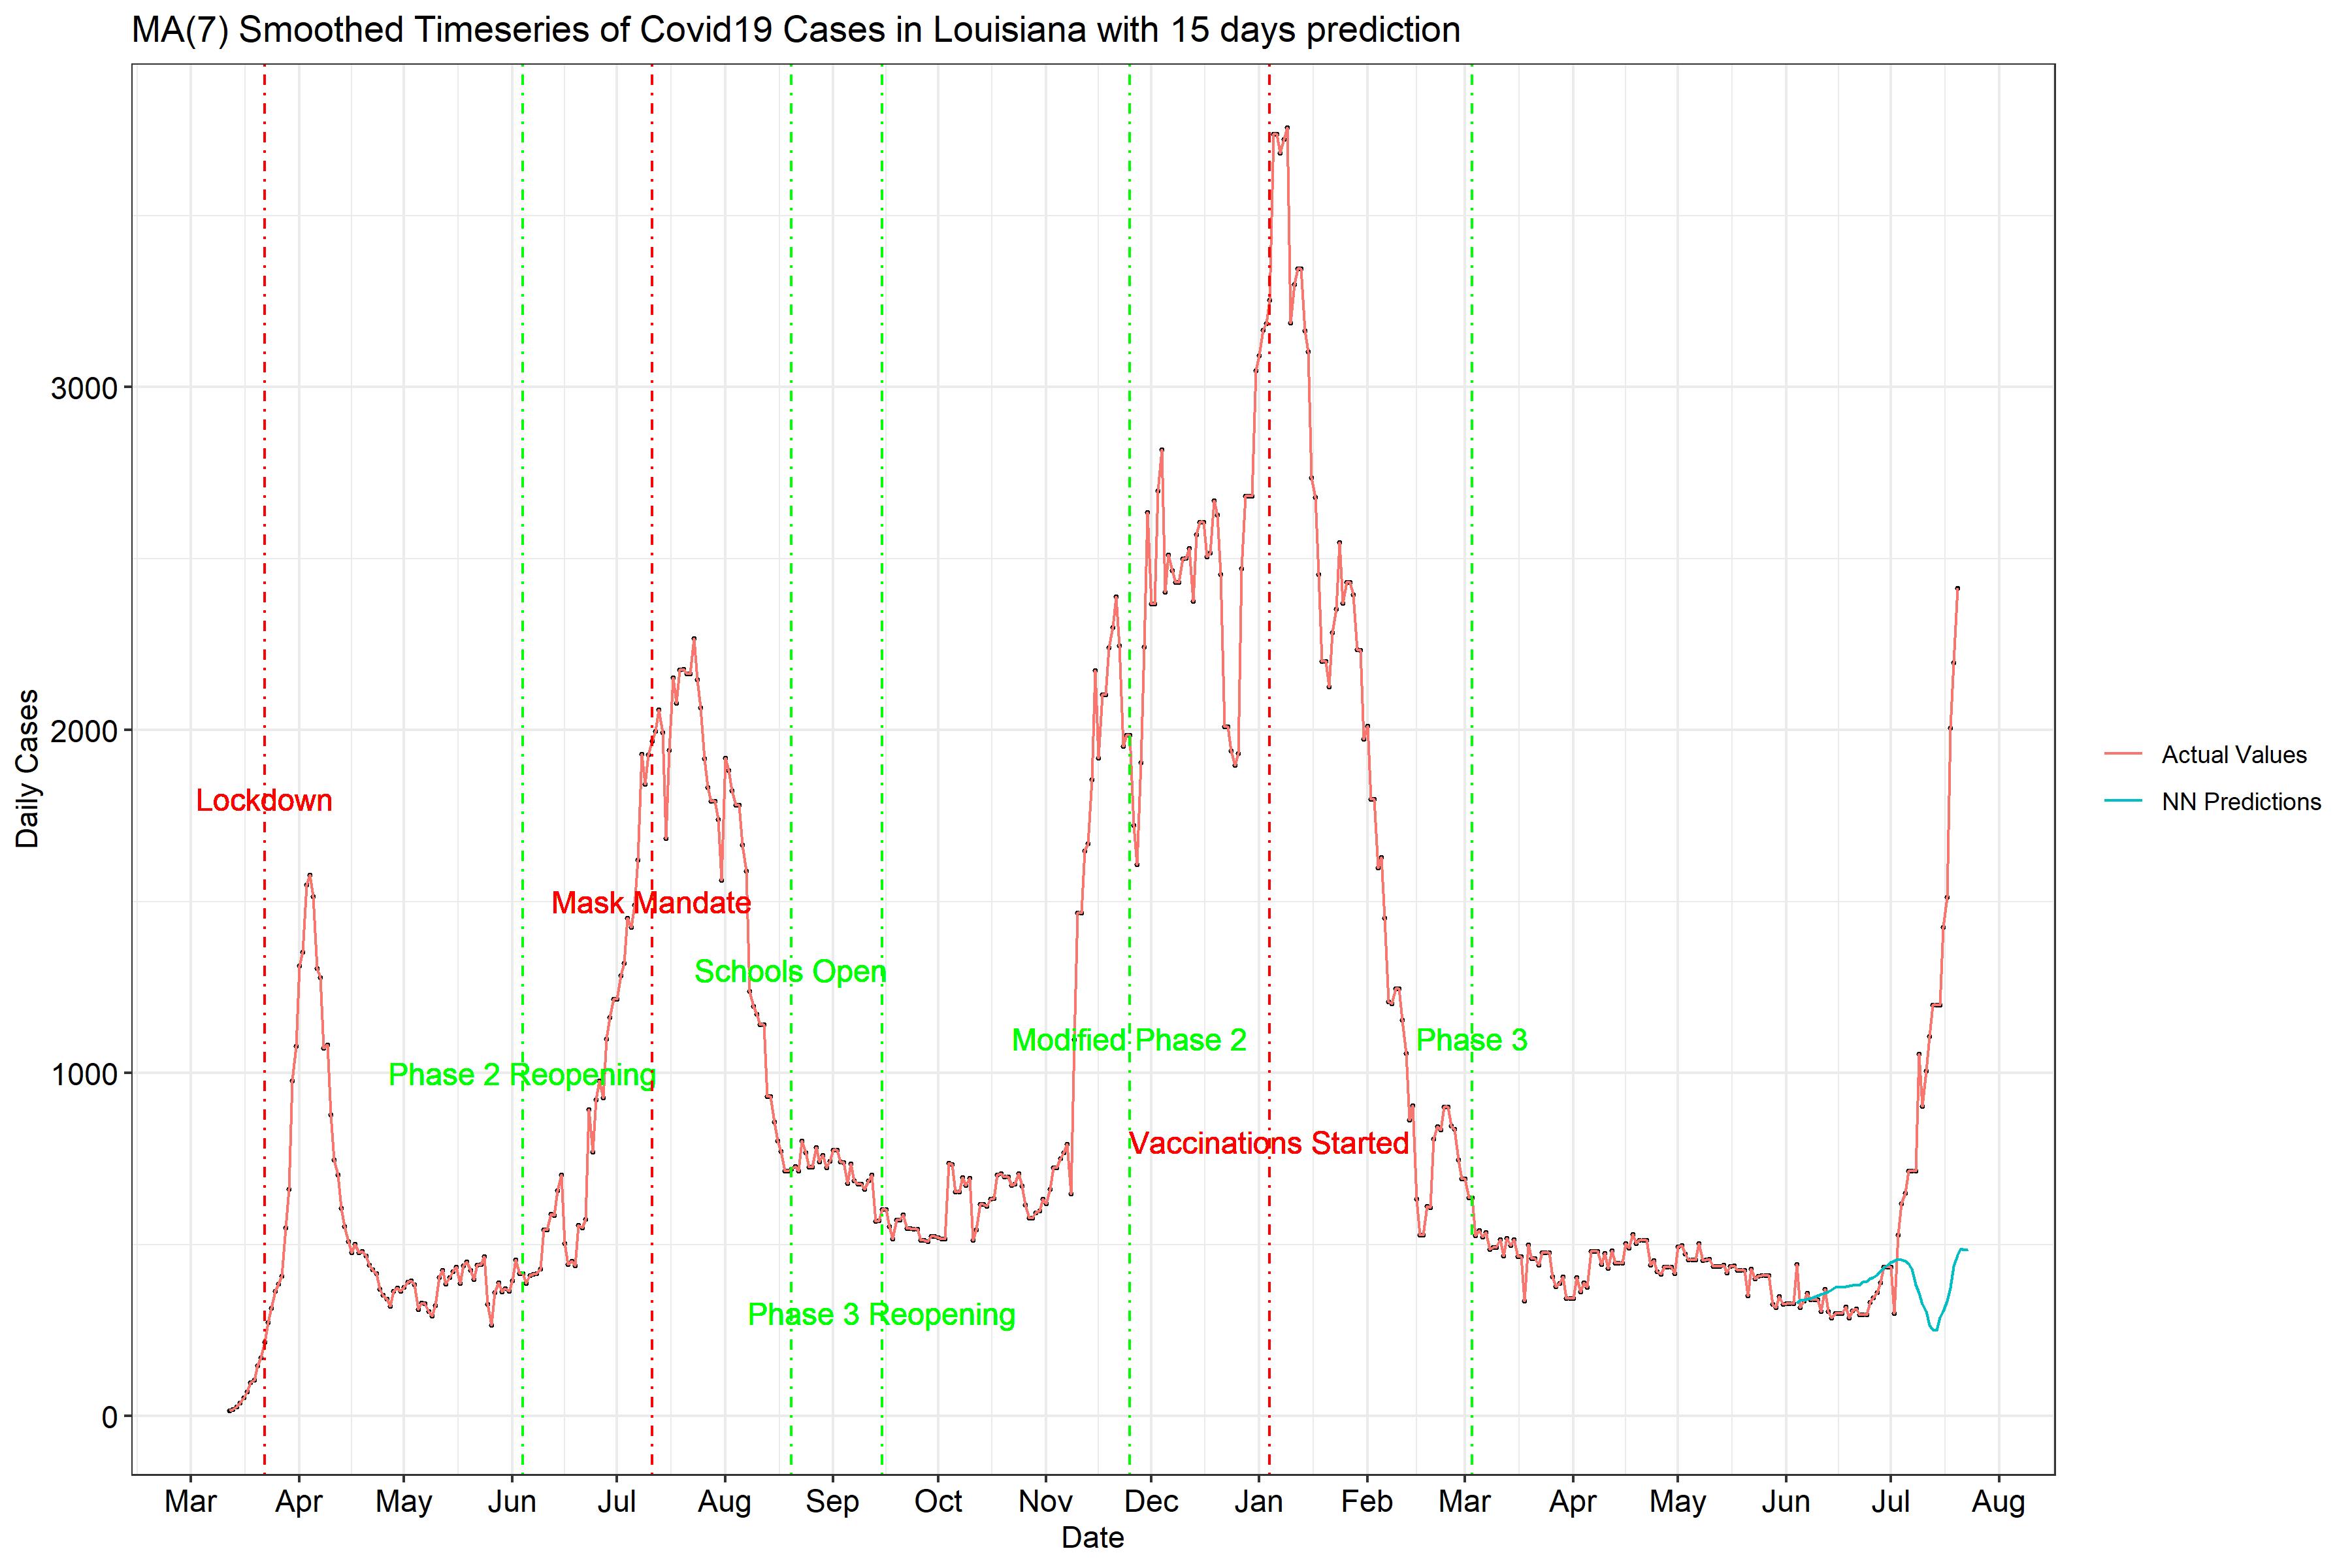 MA(7) Smoothed Timeseries of Covid19 Cases in Louisiana with 15 days prediction
Daily Cases
3000
2000
1000
0
Lockdown
Mask Mandate
Schools Open
Modified Phase 2
Phase 3
Phase 2 Reopening
Vaccinations Started
Phase 3 Reopening
Actual Values
NN Predictions
Mar Apr May Jun Jul Aug Sep Oct Nov Dec Jan Feb Mar Apr May Jun Jul Aug
Date